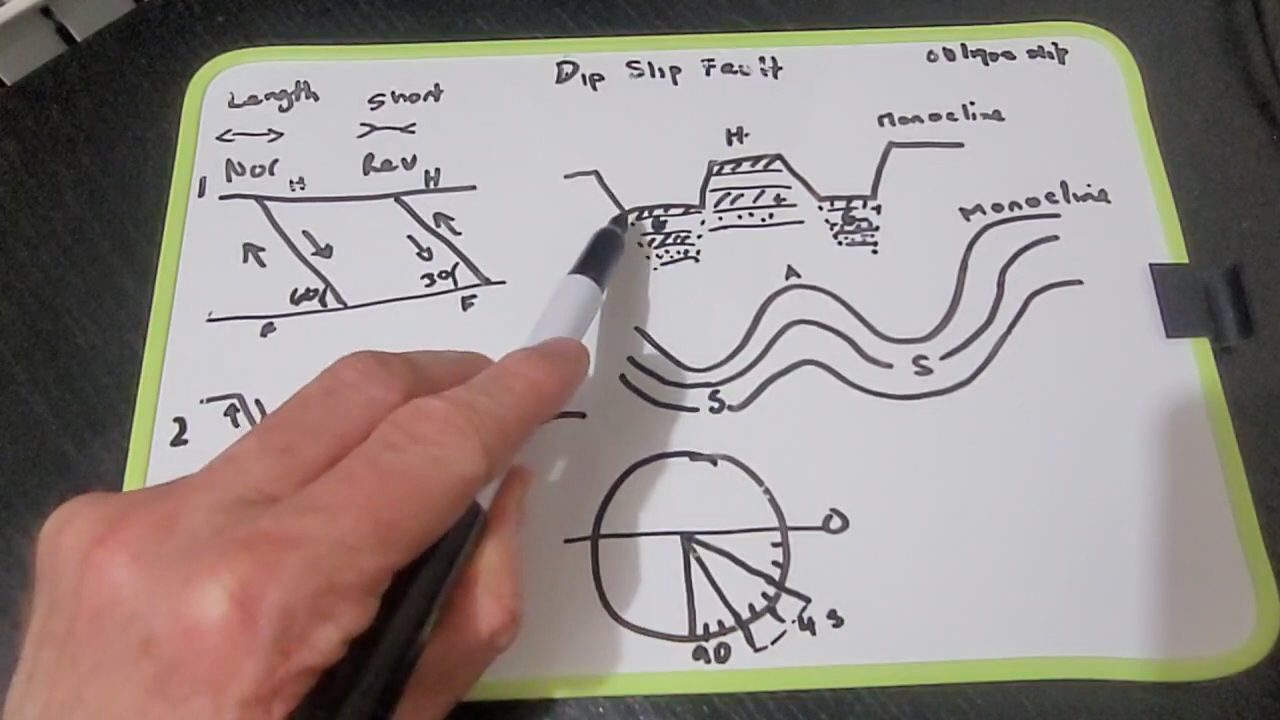 Dip Slip Fault
oblique slip
Length
Short
Nor
Rev
1
H
H
60
30
F
F
H
G
G
Monocline
Monocline
A
S
S
2
0
45
90